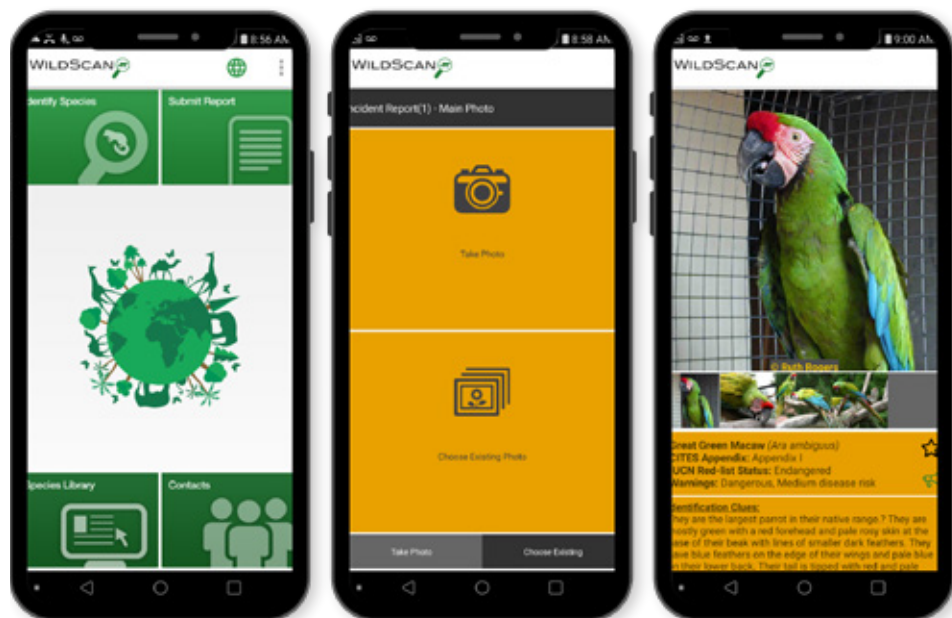 8:56 AM
WILDSCAN
dentify Species
Submit Report
Species Library
Contacts
8:58 AM
WILDSCAN
ncident Report(1) - Main Photo
Take Photo
Choose Existing Photo
Take Photo
Choose Existing
9:00 AM
WILDSCAN
© Ruth Rogers
Great Green Macaw (Ara ambiguus)
CITES Appendix: Appendix I
IUCN Red-list Status: Endangered
Warnings: Dangerous, Medium disease risk
dentification Clues:
They are the largest parrot in their native range.? They are
mostly green with a red forehead and pale rosy skin at the
base of their beak with lines of smaller dark feathers. They
have blue feathers on the edge of their wings and pale blue
on their lower back. Their tail is tipped with red and pale